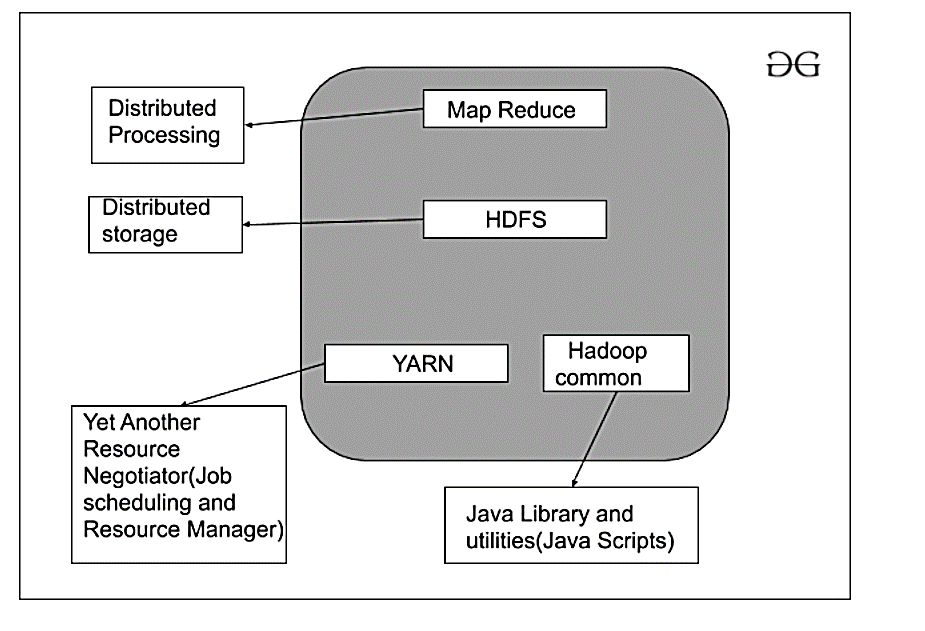 Distributed
Processing
Map Reduce
Distributed
storage
HDFS
YARN
Hadoop
common
Yet Another
Resource
Negotiator(Job
scheduling and
Resource Manager)
Java Library and
utilities(Java Scripts)